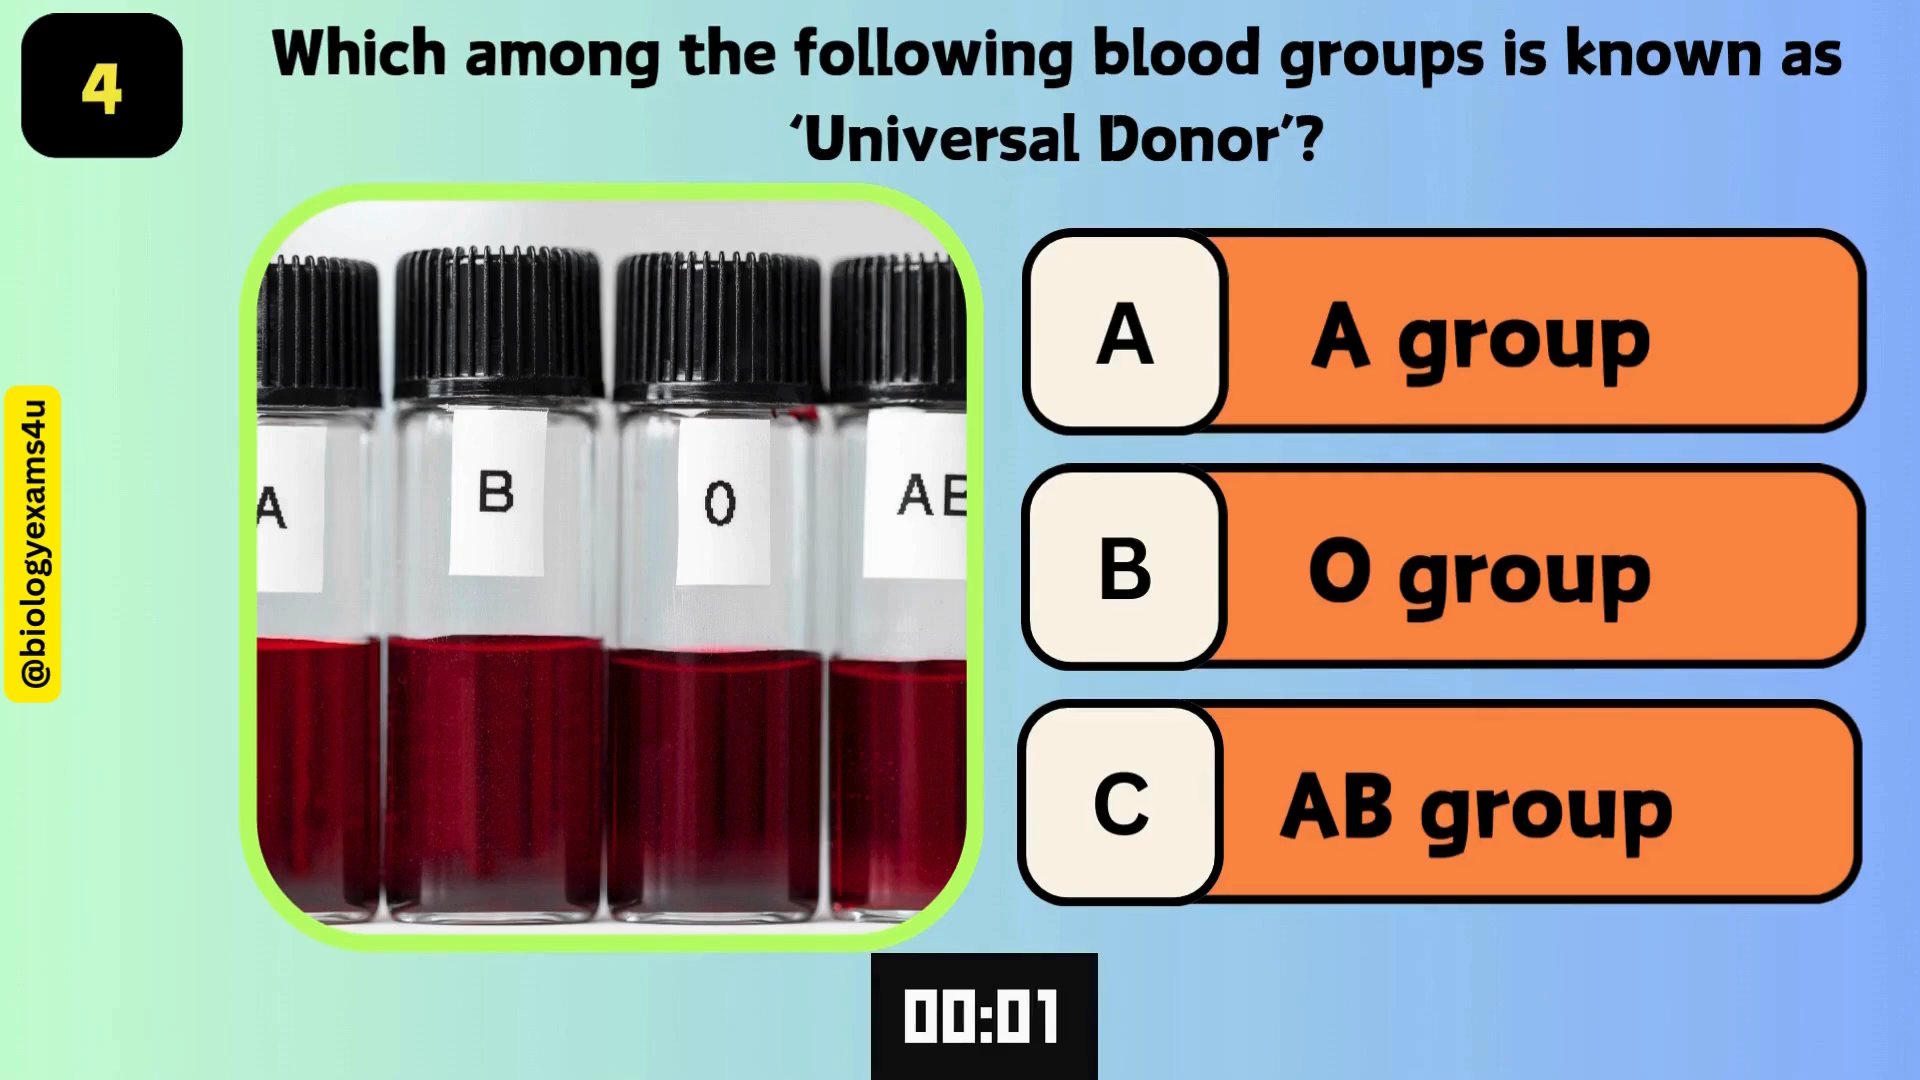 4
Which among the following blood groups is known as
‘Universal Donor’?
@biologyexams4u
A
B
O
AB
A
A group
B
O group
C
AB group
00:01